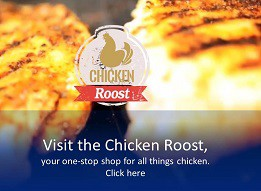 CHICKEN
Roost
Visit the Chicken Roost,
your one-stop shop for all things chicken.
Click here